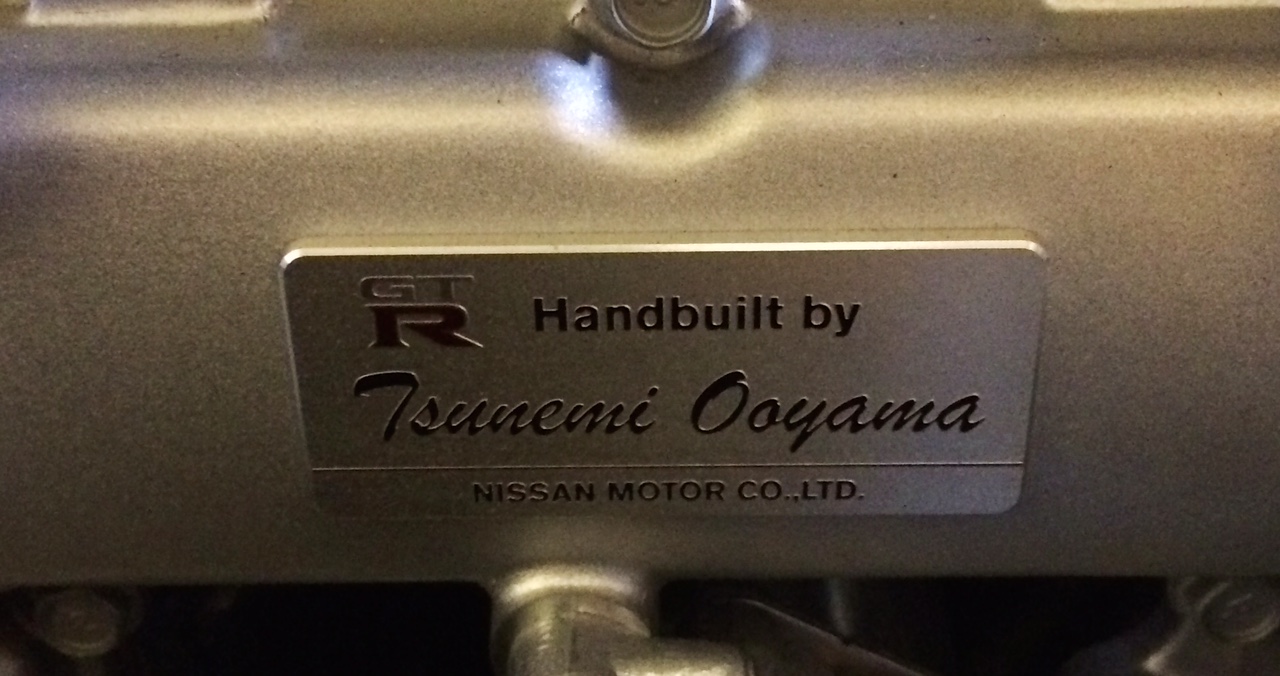 GT
R
Handbuilt by
Tsunemi Ooyama
NISSAN MOTOR CO.,LTD.